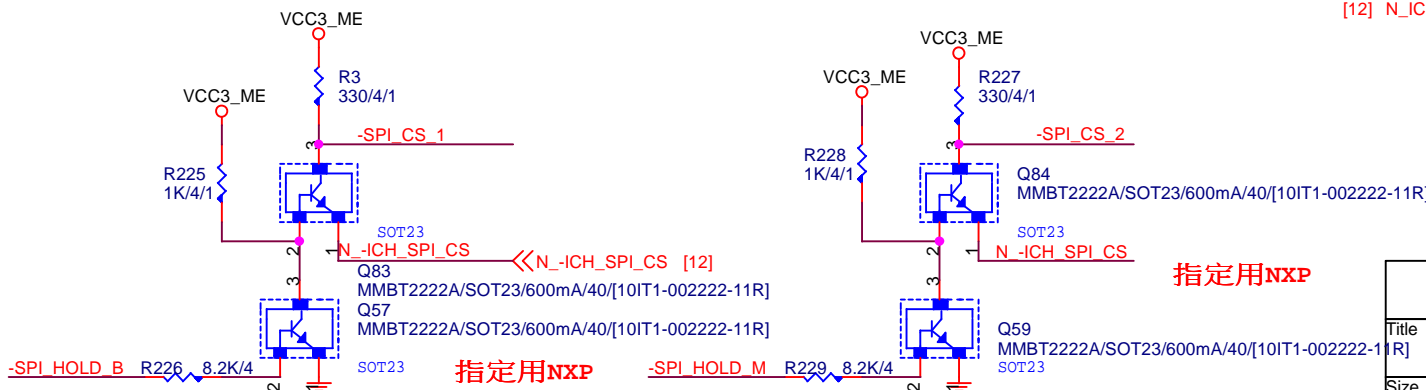 [12] N_IC
VCC3_ME
R3
330/4/1
VCC3_ME
-SPI_CS_1
3
R225
1K/4/1
SOT23
2
1
N_-ICH_SPI_CS
N_-ICH_SPI_CS [12]
Q83
MMBT2222A/SOT23/600mA/40/[10IT1-002222-11R]
3
Q57
MMBT2222A/SOT23/600mA/40/[10IT1-002222-11R]
SOT23
-SPI_HOLD_B
R226
8.2K/4
2
1
指定用NXP
VCC3_ME
R227
330/4/1
VCC3_ME
-SPI_CS_2
3
R228
1K/4/1
Q84
MMBT2222A/SOT23/600mA/40/[10IT1-002222-11R]
SOT23
2
1
N_-ICH_SPI_CS
指定用NXP
3
Q59
MMBT2222A/SOT23/600mA/40/[10IT1-002222-11R]
SOT23
-SPI_HOLD_M
R229
8.2K/4
2
1
Title
Size